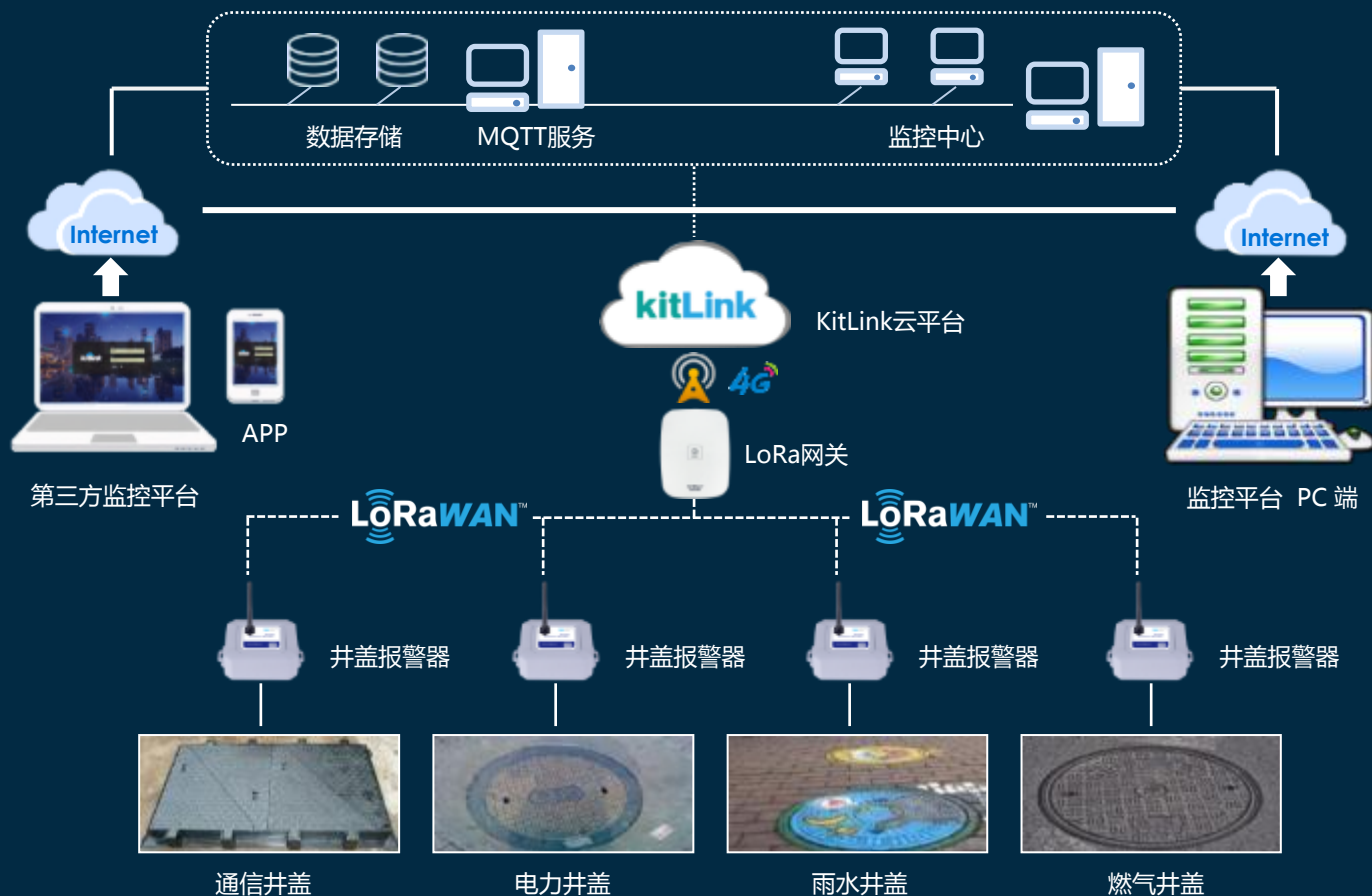 数据存储
MQTT服务
监控中心
Internet
Internet
kitLink
KitLink云平台
4G
APP
LoRa网关
第三方监控平台
监控平台 PC 端
LoRaWAN™
LoRaWAN™
井盖报警器
井盖报警器
井盖报警器
井盖报警器
通信井盖
电力井盖
雨水井盖
燃气井盖